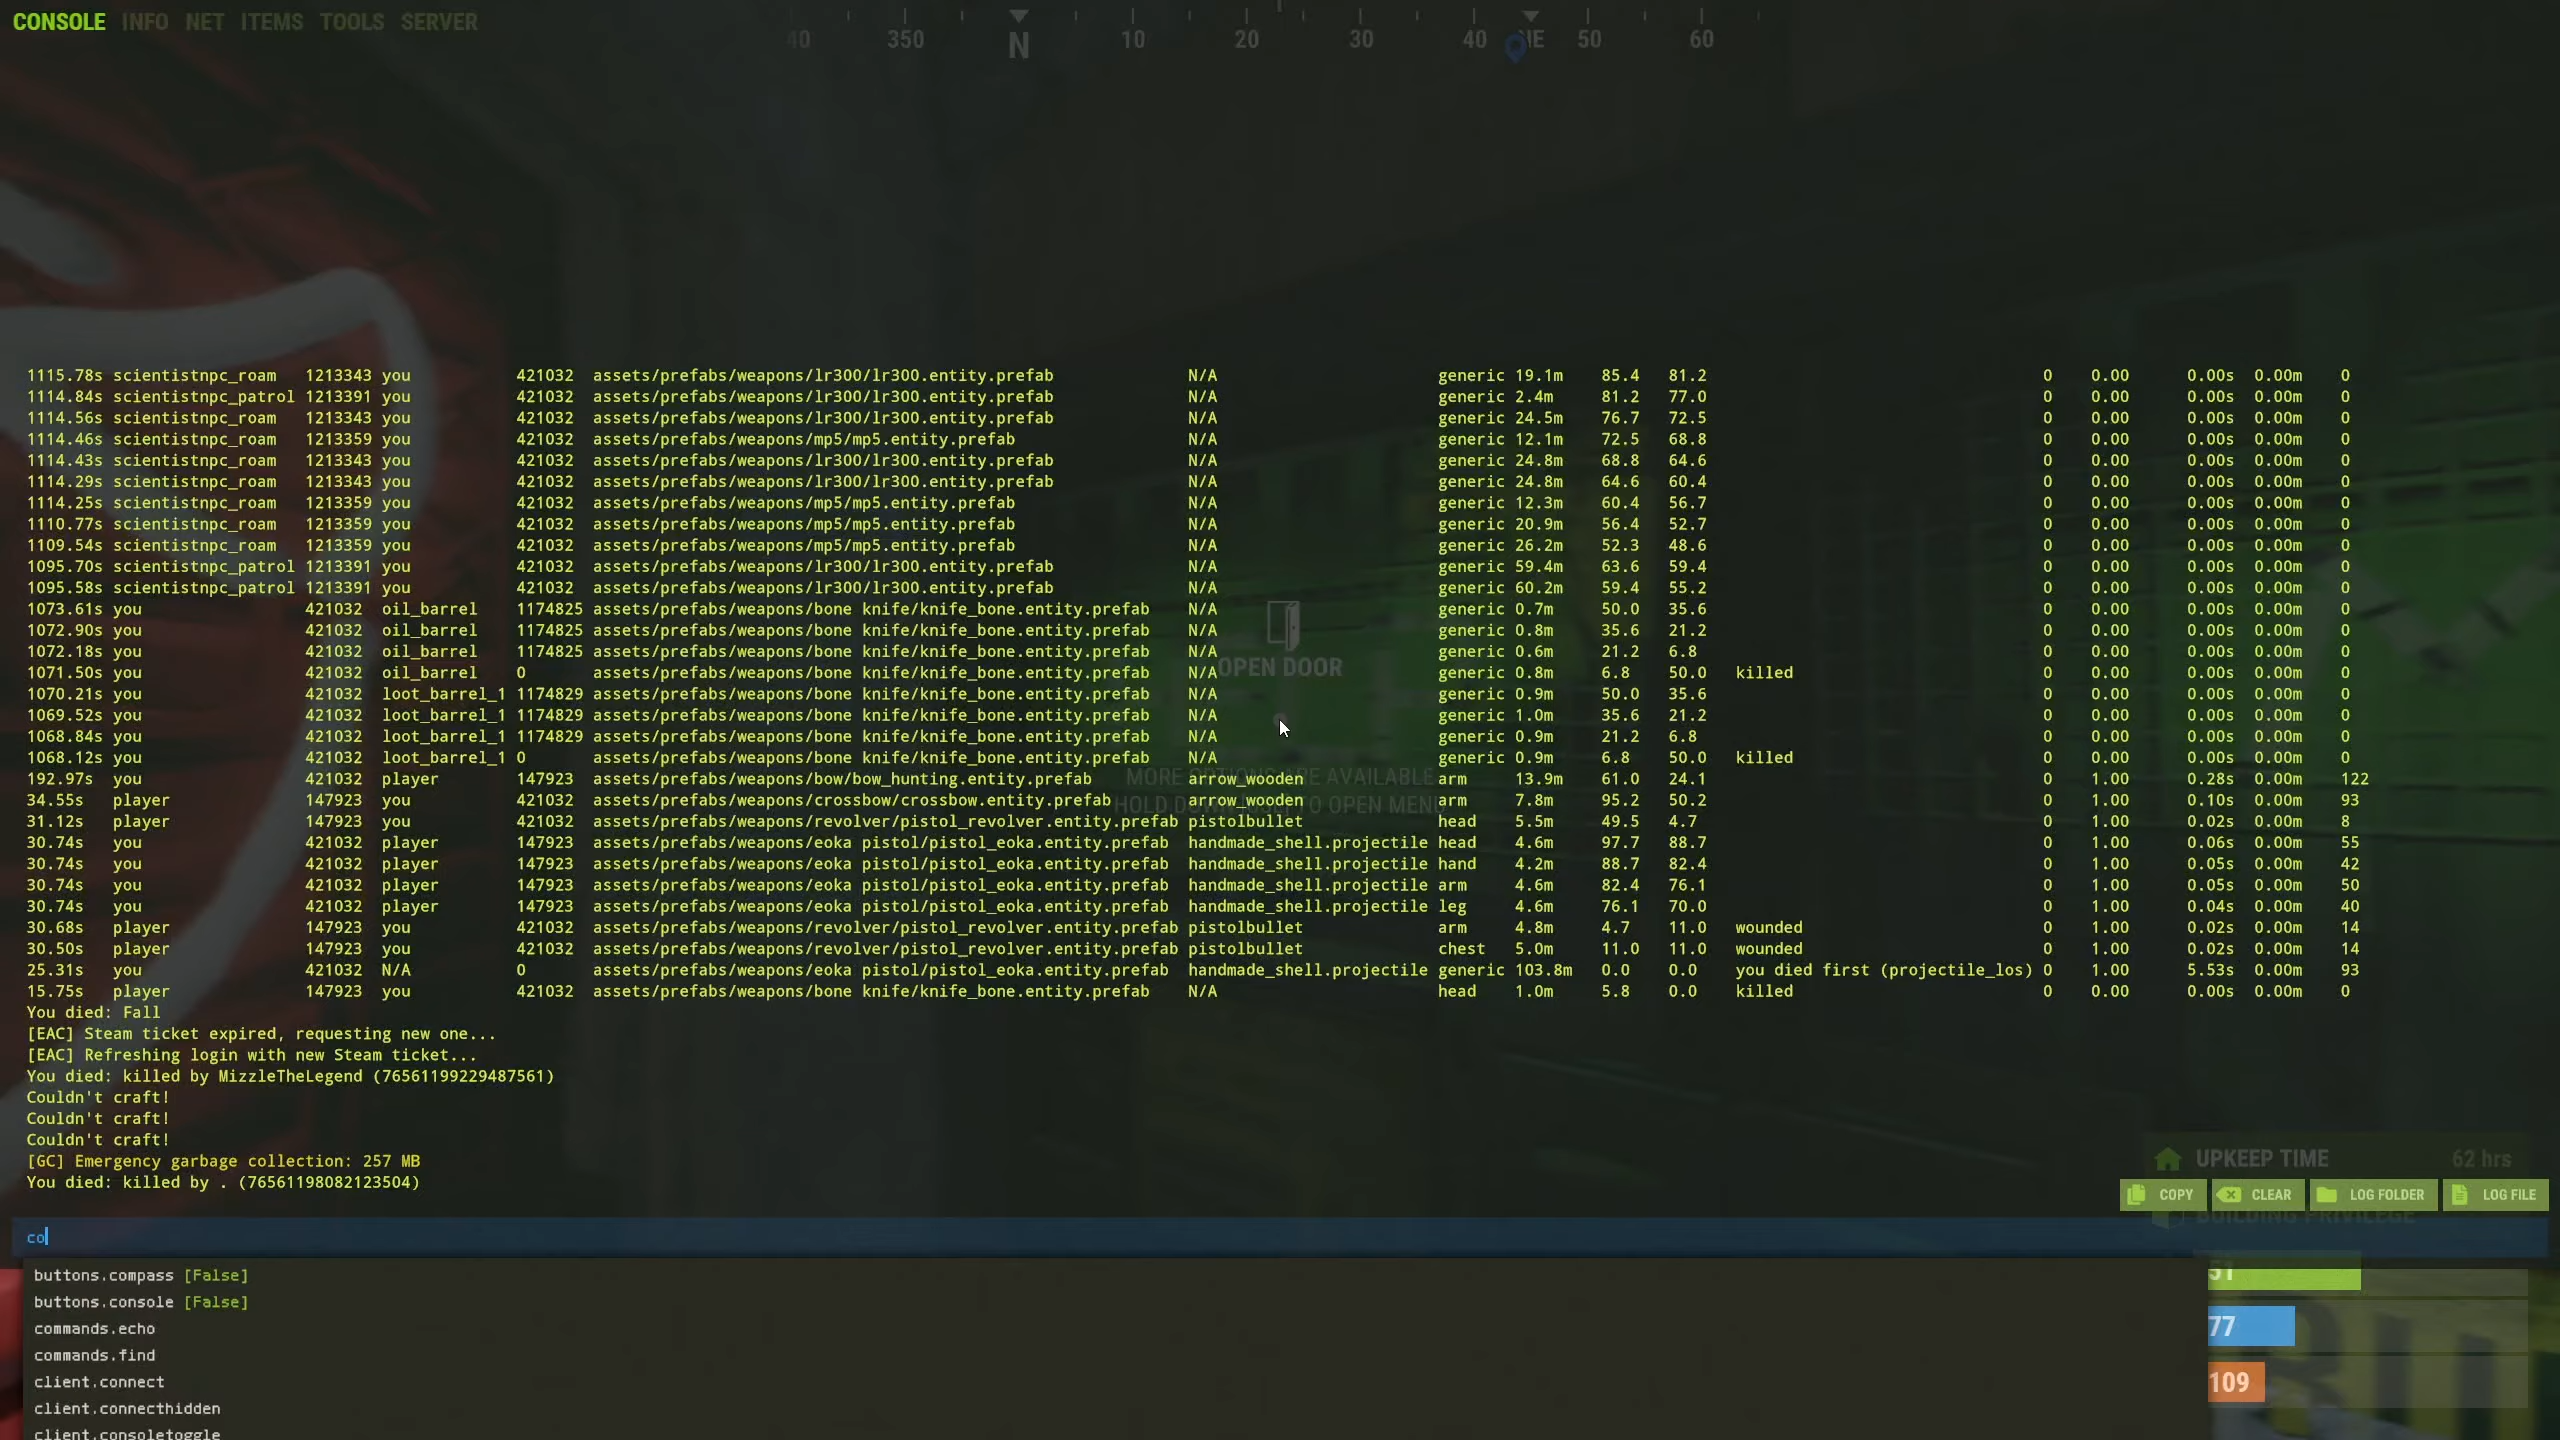 CONSOLE INFO NET ITEMS TOOLS SERVER
40 350 N 10 20 30 40 NE 50 60
1115.78s scientistnpc_roam 1213343 you 421032 assets/prefabs/weapons/lr300/lr300.entity.prefab N/A generic 19.1m 85.4 81.2 0 0.00 0.00s 0.00m 0
1114.84s scientistnpc_patrol 1213391 you 421032 assets/prefabs/weapons/lr300/lr300.entity.prefab N/A generic 2.4m 81.2 77.0 0 0.00 0.00s 0.00m 0
1114.56s scientistnpc_roam 1213343 you 421032 assets/prefabs/weapons/lr300/lr300.entity.prefab N/A generic 24.5m 76.7 72.5 0 0.00 0.00s 0.00m 0
1114.46s scientistnpc_roam 1213359 you 421032 assets/prefabs/weapons/mp5/mp5.entity.prefab N/A generic 12.1m 72.5 68.8 0 0.00 0.00s 0.00m 0
1114.43s scientistnpc_roam 1213343 you 421032 assets/prefabs/weapons/lr300/lr300.entity.prefab N/A generic 24.8m 68.8 64.6 0 0.00 0.00s 0.00m 0
1114.29s scientistnpc_roam 1213343 you 421032 assets/prefabs/weapons/lr300/lr300.entity.prefab N/A generic 24.8m 64.6 60.4 0 0.00 0.00s 0.00m 0
1114.25s scientistnpc_roam 1213359 you 421032 assets/prefabs/weapons/mp5/mp5.entity.prefab N/A generic 12.3m 60.4 56.7 0 0.00 0.00s 0.00m 0
1110.77s scientistnpc_roam 1213359 you 421032 assets/prefabs/weapons/mp5/mp5.entity.prefab N/A generic 20.9m 56.4 52.7 0 0.00 0.00s 0.00m 0
1109.54s scientistnpc_roam 1213359 you 421032 assets/prefabs/weapons/mp5/mp5.entity.prefab N/A generic 26.2m 52.3 48.6 0 0.00 0.00s 0.00m 0
1095.70s scientistnpc_patrol 1213391 you 421032 assets/prefabs/weapons/lr300/lr300.entity.prefab N/A generic 59.4m 63.6 59.4 0 0.00 0.00s 0.00m 0
1095.58s scientistnpc_patrol 1213391 you 421032 assets/prefabs/weapons/lr300/lr300.entity.prefab N/A generic 60.2m 59.4 55.2 0 0.00 0.00s 0.00m 0
1073.61s you 421032 oil_barrel 1174825 assets/prefabs/weapons/bone knife/knife_bone.entity.prefab N/A generic 0.7m 50.0 35.6 0 0.00 0.00s 0.00m 0
1072.90s you 421032 oil_barrel 1174825 assets/prefabs/weapons/bone knife/knife_bone.entity.prefab N/A generic 0.8m 35.6 21.2 0 0.00 0.00s 0.00m 0
1072.18s you 421032 oil_barrel 1174825 assets/prefabs/weapons/bone knife/knife_bone.entity.prefab N/A generic 0.6m 21.2 6.8 0 0.00 0.00s 0.00m 0
1071.50s you 421032 oil_barrel 0 assets/prefabs/weapons/bone knife/knife_bone.entity.prefab N/A generic 0.8m 6.8 50.0 killed 0 0.00 0.00s 0.00m 0
OPEN DOOR
1070.21s you 421032 loot_barrel_1 1174829 assets/prefabs/weapons/bone knife/knife_bone.entity.prefab N/A generic 0.9m 50.0 35.6 0 0.00 0.00s 0.00m 0
1069.52s you 421032 loot_barrel_1 1174829 assets/prefabs/weapons/bone knife/knife_bone.entity.prefab N/A generic 1.0m 35.6 21.2 0 0.00 0.00s 0.00m 0
1068.84s you 421032 loot_barrel_1 1174829 assets/prefabs/weapons/bone knife/knife_bone.entity.prefab N/A generic 0.9m 21.2 6.8 0 0.00 0.00s 0.00m 0
1068.12s you 421032 loot_barrel_1 0 assets/prefabs/weapons/bone knife/knife_bone.entity.prefab N/A generic 0.9m 6.8 50.0 killed 0 0.00 0.00s 0.00m 0
192.97s you 421032 player 147923 assets/prefabs/weapons/bow/bow_hunting.entity.prefab arrow_wooden arm 13.9m 61.0 24.1 0 1.00 0.28s 0.00m 122
MORE OPTIONS ARE AVAILABLE
34.55s player 147923 you 421032 assets/prefabs/weapons/crossbow/crossbow.entity.prefab arrow_wooden arm 7.8m 95.2 50.2 0 1.00 0.10s 0.00m 93
HOLD DOWN TO OPEN MENU
31.12s player 147923 you 421032 assets/prefabs/weapons/revolver/pistol_revolver.entity.prefab pistolbullet head 5.5m 49.5 4.7 0 1.00 0.02s 0.00m 8
30.74s you 421032 player 147923 assets/prefabs/weapons/eoka pistol/pistol_eoka.entity.prefab handmade_shell.projectile head 4.6m 97.7 88.7 0 1.00 0.06s 0.00m 55
30.74s you 421032 player 147923 assets/prefabs/weapons/eoka pistol/pistol_eoka.entity.prefab handmade_shell.projectile hand 4.2m 88.7 82.4 0 1.00 0.05s 0.00m 42
30.74s you 421032 player 147923 assets/prefabs/weapons/eoka pistol/pistol_eoka.entity.prefab handmade_shell.projectile arm 4.6m 82.4 76.1 0 1.00 0.05s 0.00m 50
30.74s you 421032 player 147923 assets/prefabs/weapons/eoka pistol/pistol_eoka.entity.prefab handmade_shell.projectile leg 4.6m 76.1 70.0 0 1.00 0.04s 0.00m 40
30.68s player 147923 you 421032 assets/prefabs/weapons/revolver/pistol_revolver.entity.prefab pistolbullet arm 4.8m 4.7 11.0 wounded 0 1.00 0.02s 0.00m 14
30.50s player 147923 you 421032 assets/prefabs/weapons/revolver/pistol_revolver.entity.prefab pistolbullet chest 5.0m 11.0 11.0 wounded 0 1.00 0.02s 0.00m 14
25.31s you 421032 N/A 0 assets/prefabs/weapons/eoka pistol/pistol_eoka.entity.prefab handmade_shell.projectile generic 103.8m 0.0 0.0 you died first (projectile_los) 0 1.00 5.53s 0.00m 93
15.75s player 147923 you 421032 assets/prefabs/weapons/bone knife/knife_bone.entity.prefab N/A head 1.0m 5.8 0.0 killed 0 0.00 0.00s 0.00m 0
You died: Fall
[EAC] Steam ticket expired, requesting new one...
[EAC] Refreshing login with new Steam ticket...
You died: killed by MizzleTheLegend (76561199229487561)
Couldn't craft!
Couldn't craft!
Couldn't craft!
[GC] Emergency garbage collection: 257 MB
You died: killed by . (76561198082123504)
UPKEEP TIME 62 hrs
COPY CLEAR LOG FOLDER LOG FILE
BUILDING PRIVILEGE
co
buttons.compass [False]
buttons.console [False]
commands.echo
commands.find
client.connect
client.connecthidden
client.consoletoggle
51
77
109